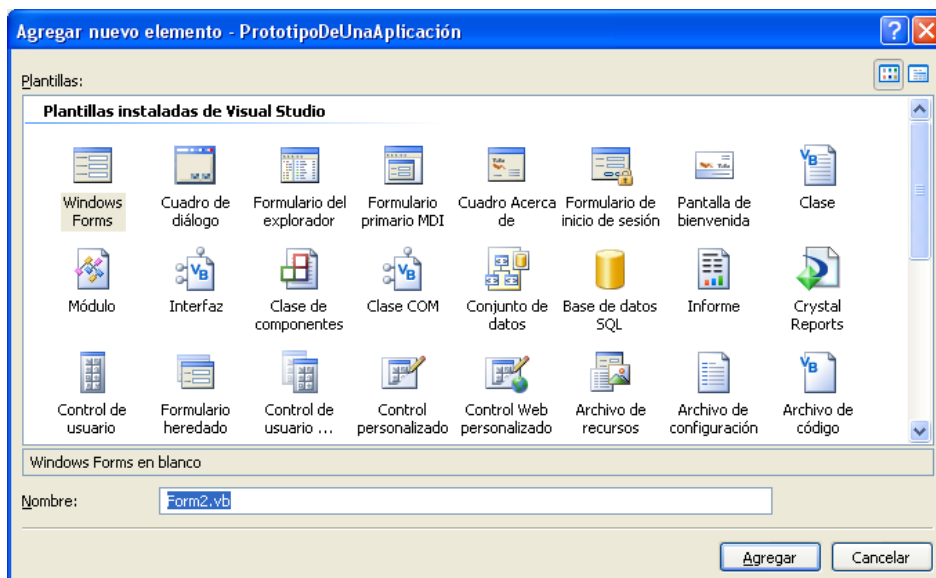 Agregar nuevo elemento - PrototipoDeUnaAplicación
Plantillas:
Plantillas instaladas de Visual Studio
Windows Forms
Cuadro de diálogo
Formulario del explorador
Formulario primario MDI
Cuadro Acerca de
Formulario de inicio de sesión
Pantalla de bienvenida
Clase
Módulo
Interfaz
Clase de componentes
Clase COM
Conjunto de datos
Base de datos SQL
Informe
Crystal Reports
Control de usuario
Formulario heredado
Control de usuario ...
Control personalizado
Control Web personalizado
Archivo de recursos
Archivo de configuración
Archivo de código
Windows Forms en blanco
Nombre:
Form2.vb
Agregar
Cancelar